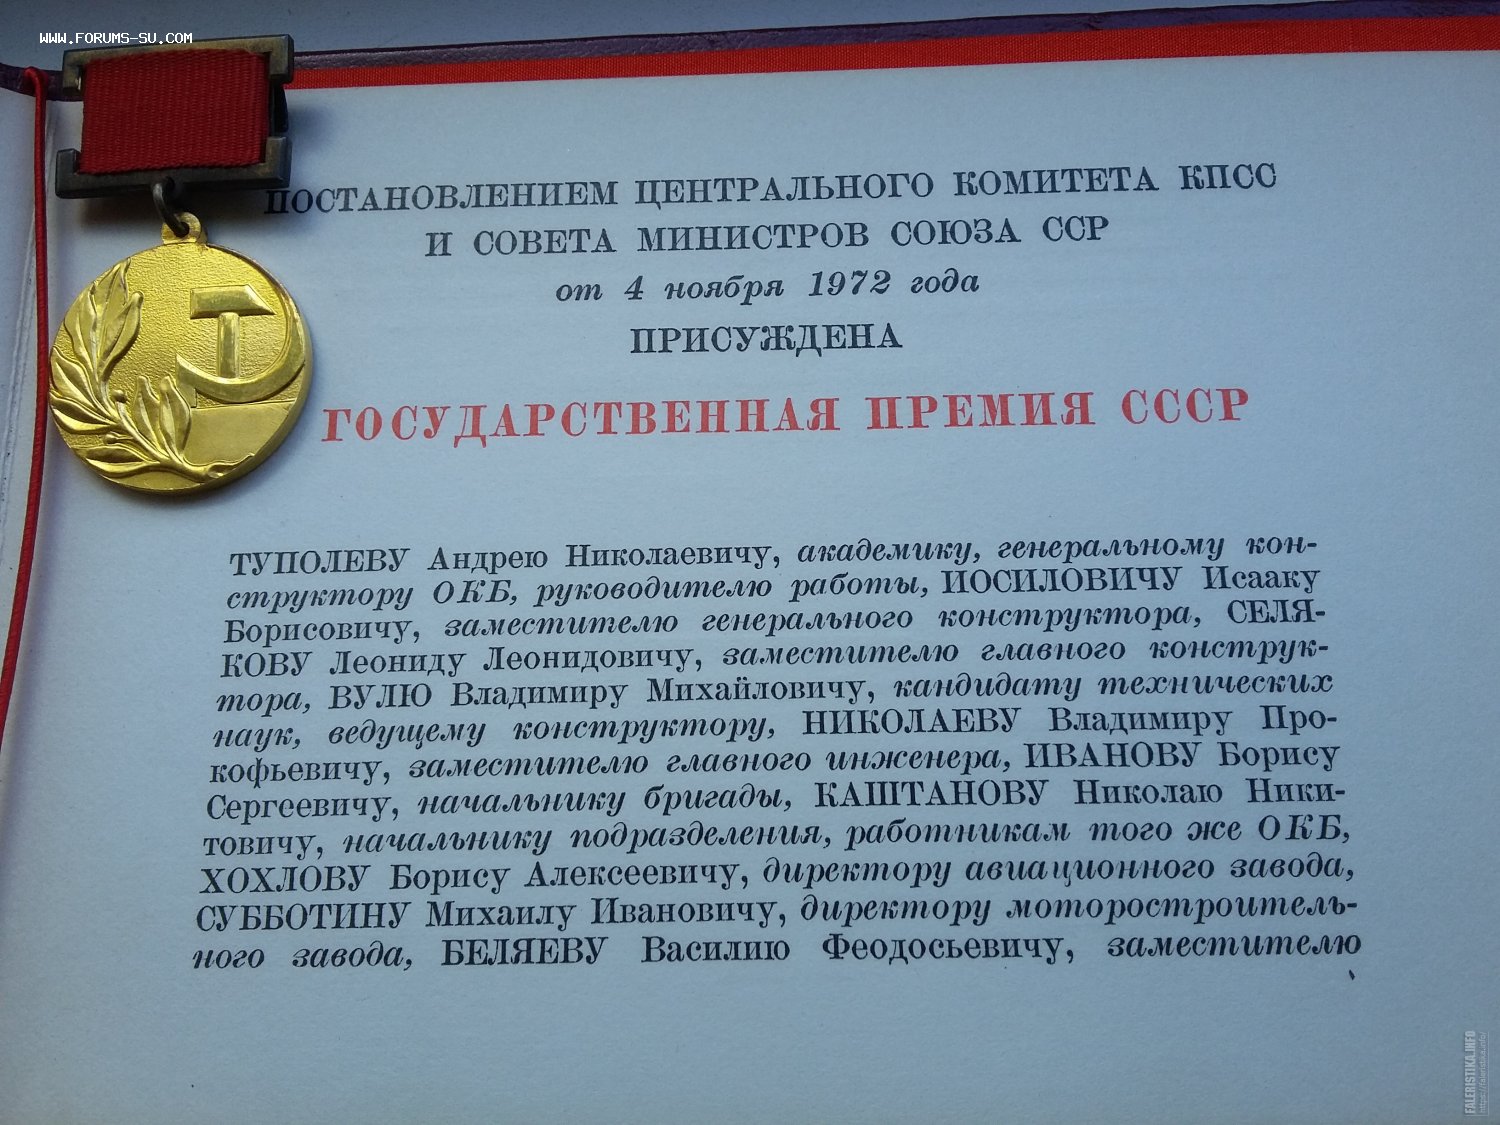 WWW.FORUMS-SU.COM
ПОСТАНОВЛЕНИЕМ ЦЕНТРАЛЬНОГО КОМИТЕТА КПСС
И СОВЕТА МИНИСТРОВ СОЮЗА ССР
от 4 ноября 1972 года
ПРИСУЖДЕНА
ГОСУДАРСТВЕННАЯ ПРЕМИЯ СССР
ТУПОЛЕВУ Андрею Николаевичу, академику, генеральному кон-
структору ОКБ, руководителю работы, ИОСИЛОВИЧУ Исааку
Борисовичу, заместителю генерального конструктора, СЕЛЯ-
КОВУ Леониду Леонидовичу, заместителю главного конструк-
тора, ВУЛЮ Владимиру Михайловичу, кандидату технических
наук, ведущему конструктору, НИКОЛАЕВУ Владимиру Про-
кофьевичу, заместителю главного инженера, ИВАНОВУ Борису
Сергеевичу, начальнику бригады, КАШТАНОВУ Николаю Ники-
товичу, начальнику подразделения, работникам того же ОКБ,
ХОХЛОВУ Борису Алексеевичу, директору авиационного завода,
СУББОТИНУ Михаилу Ивановичу, директору моторостроитель-
ного завода, БЕЛЯЕВУ Василию Феодосьевичу, заместителю
FALERISTIKA.INFO
https://faleristika.info/